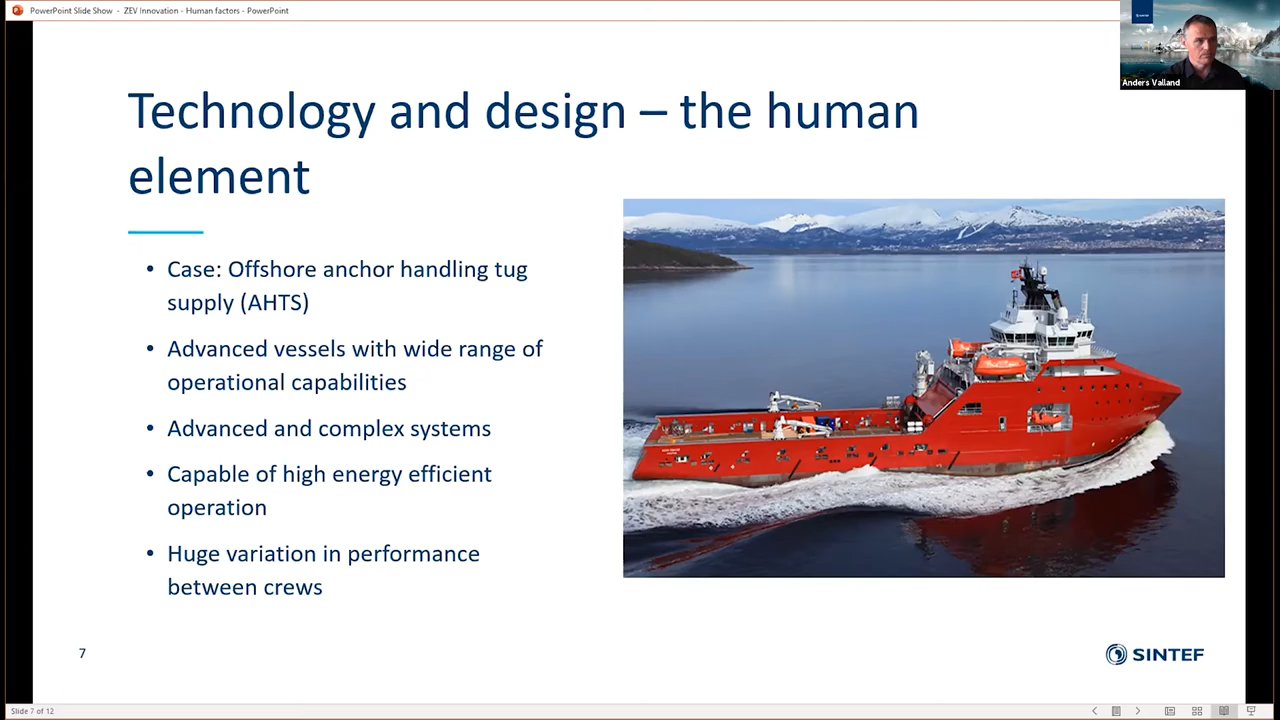 PowerPoint Slide Show - ZEV Innovation - Human factors - PowerPoint
Anders Valland
Technology and design – the human
element
• Case: Offshore anchor handling tug
supply (AHTS)
• Advanced vessels with wide range of
operational capabilities
• Advanced and complex systems
• Capable of high energy efficient
operation
• Huge variation in performance
between crews
7
SINTEF
Slide 7 of 12